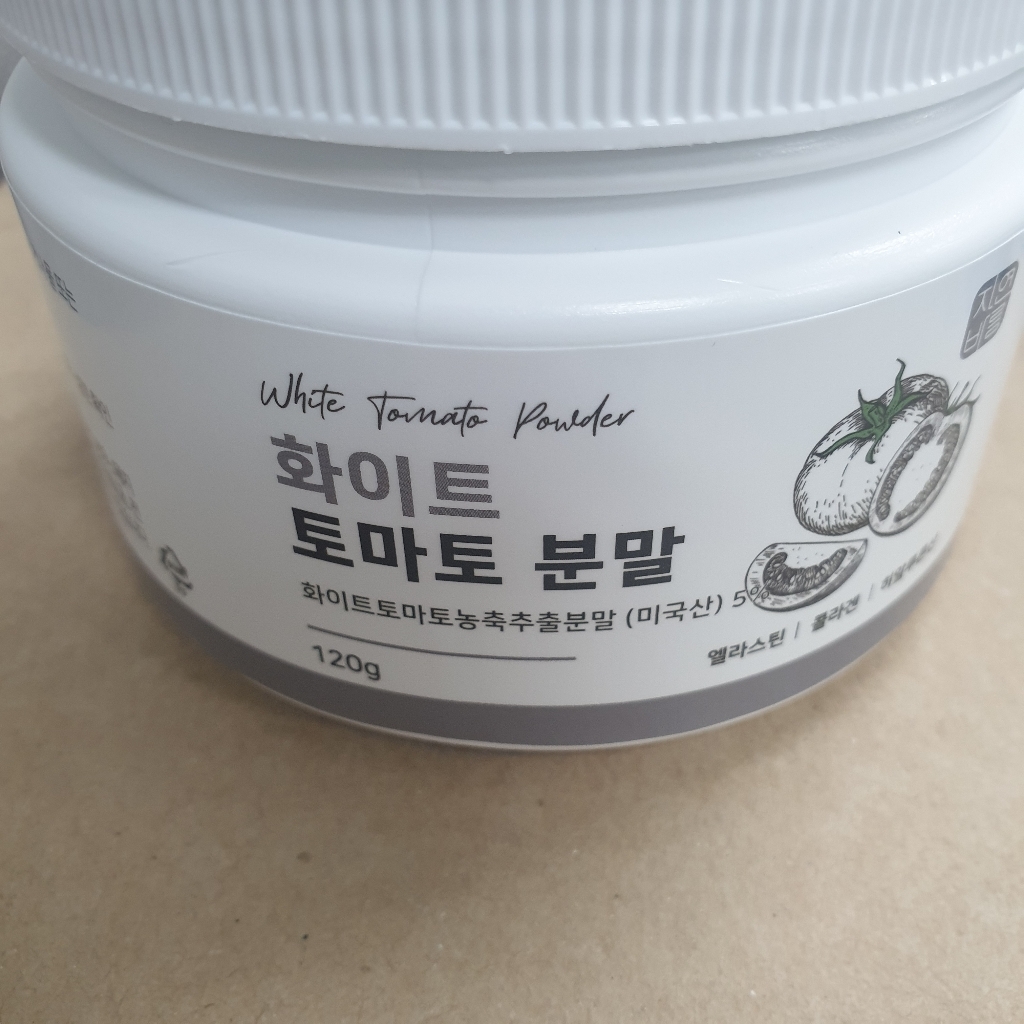 White Tomato Powder
화이트
토마토 분말
화이트토마토농축추출분말 (미국산) 5%
120g
엘라스틴 | 콜라겐 |